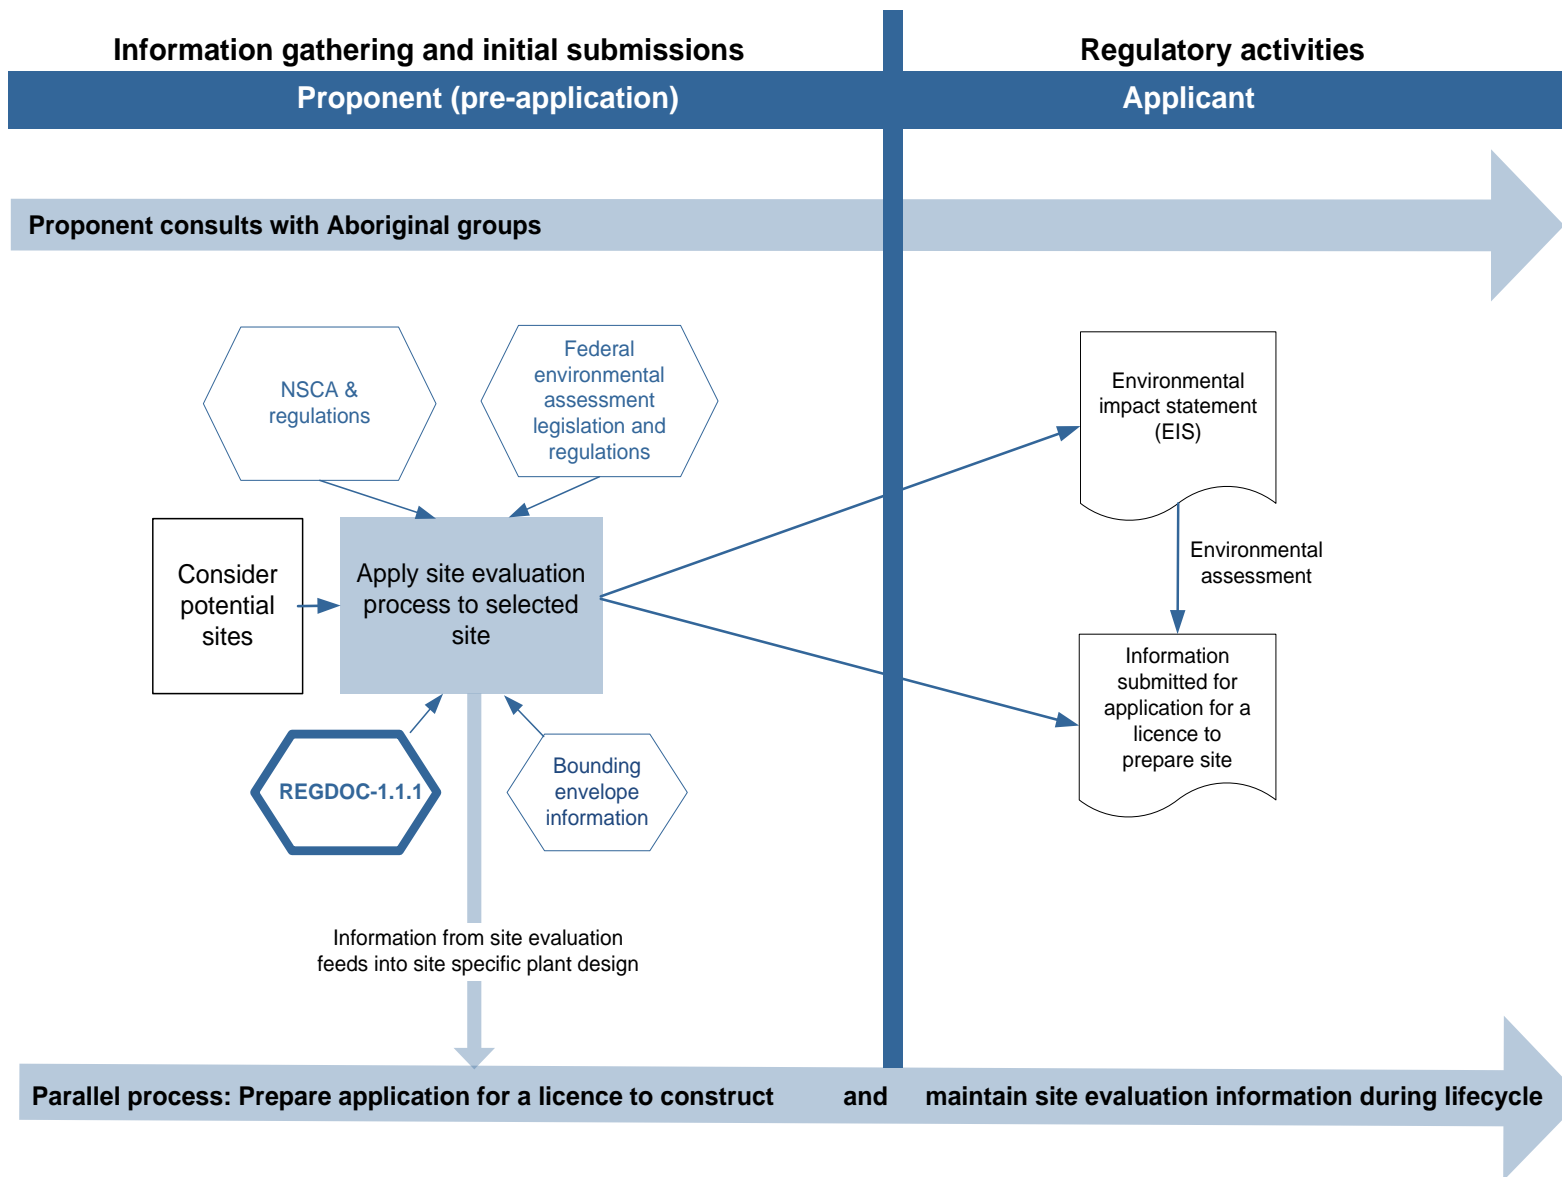 Information gathering and initial submissions
Regulatory activities
Proponent (pre-application)
Applicant
Proponent consults with Aboriginal groups
NSCA &
regulations
Federal
environmental
assessment
legislation and
regulations
Environmental
impact statement
(EIS)
Consider
potential
sites
Apply site evaluation
process to selected
site
Environmental
assessment
Information
submitted for
application for a
licence to
prepare site
REGDOC-1.1.1
Bounding
envelope
information
Information from site evaluation
feeds into site specific plant design
Parallel process: Prepare application for a licence to construct and maintain site evaluation information during lifecycle